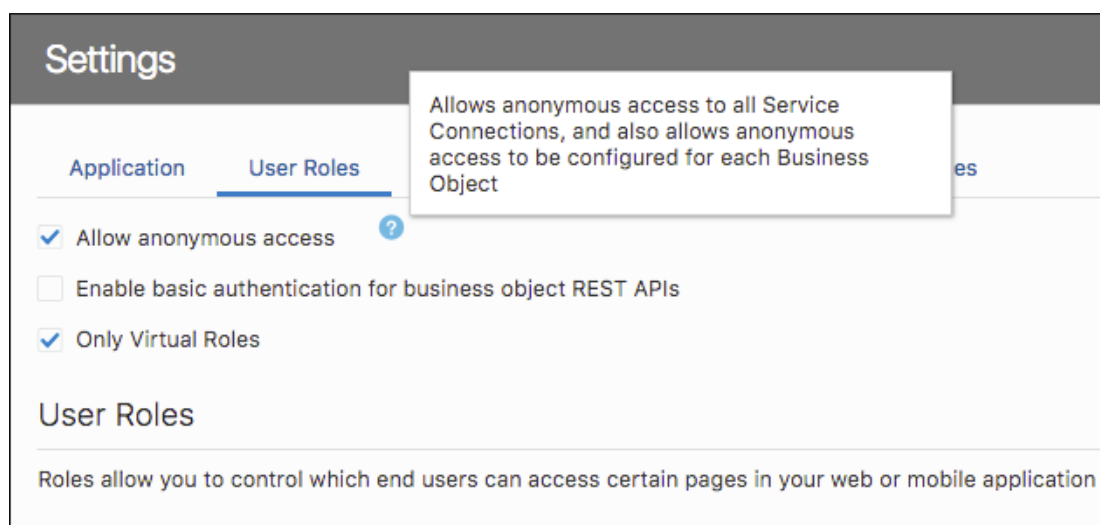 Settings
Allows anonymous access to all Service
Connections, and also allows anonymous
access to be configured for each Business
Object
Application
User Roles
Allow anonymous access
?
Enable basic authentication for business object REST APIs
Only Virtual Roles
User Roles
Roles allow you to control which end users can access certain pages in your web or mobile application